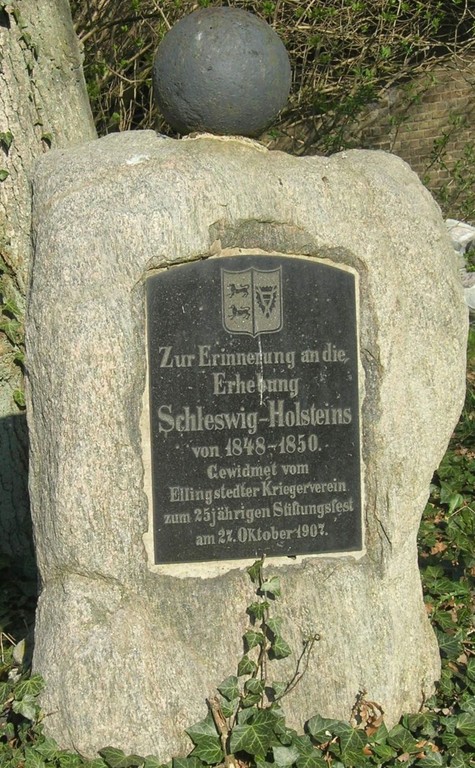 Zur Erinnerung an die
Erhebung
Schleswig-Holsteins
von 1848-1850.
Gewidmet vom
Ellingstedter Kriegerverein
zum 25jährigen Stiftungsfest
am 27. Oktober 1907.